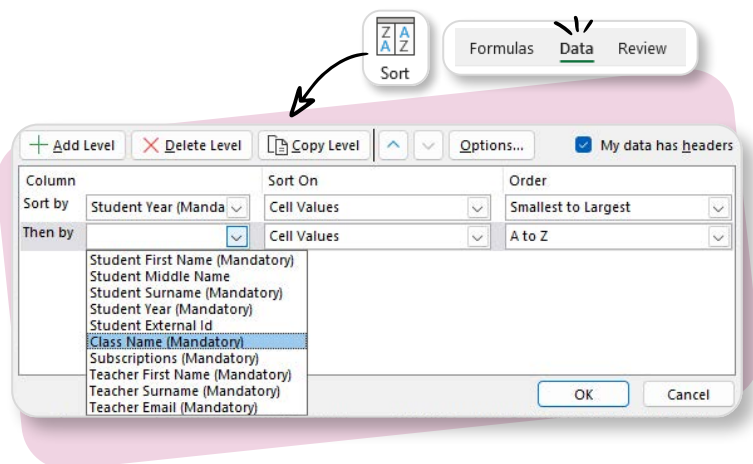 Z A
A Z
Sort
Formulas Data Review
Add Level Delete Level Copy Level Options... My data has headers
Column Sort On Order
Sort by Student Year (Manda Cell Values Smallest to Largest
Then by Cell Values A to Z
Student First Name (Mandatory)
Student Middle Name
Student Surname (Mandatory)
Student Year (Mandatory)
Student External Id
Class Name (Mandatory)
Subscriptions (Mandatory)
Teacher First Name (Mandatory)
Teacher Surname (Mandatory)
Teacher Email (Mandatory)
OK Cancel